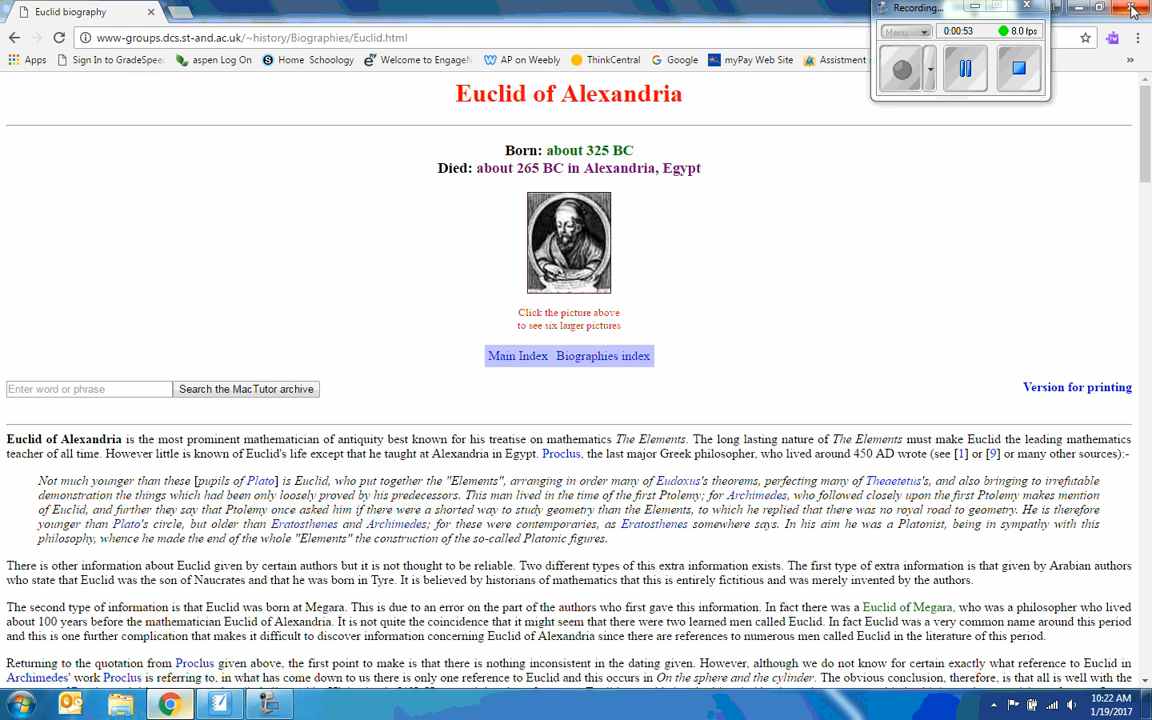 Euclid biography
Recording...
www-groups.dcs.st-and.ac.uk/~history/Biographies/Euclid.html
Menu
0:00:53
8.0 fps
Apps Sign In to GradeSpee aspen Log On Home Schoology Welcome to EngageN AP on Weebly ThinkCentral Google myPay Web Site Assistment
»
Euclid of Alexandria
Born: about 325 BC
Died: about 265 BC in Alexandria, Egypt
Click the picture above
to see six larger pictures
Main Index Biographies index
Enter word or phrase Search the MacTutor archive Version for printing
Euclid of Alexandria is the most prominent mathematician of antiquity best known for his treatise on mathematics The Elements. The long lasting nature of The Elements must make Euclid the leading mathematics
teacher of all time. However little is known of Euclid's life except that he taught at Alexandria in Egypt. Proclus, the last major Greek philosopher, who lived around 450 AD wrote (see [1] or [9] or many other sources):-
Not much younger than these [pupils of Plato] is Euclid, who put together the "Elements", arranging in order many of Eudoxus's theorems, perfecting many of Theaetetus's, and also bringing to irrefutable
demonstration the things which had been only loosely proved by his predecessors. This man lived in the time of the first Ptolemy; for Archimedes, who followed closely upon the first Ptolemy makes mention
of Euclid, and further they say that Ptolemy once asked him if there were a shorted way to study geometry than the Elements, to which he replied that there was no royal road to geometry. He is therefore
younger than Plato's circle, but older than Eratosthenes and Archimedes; for these were contemporaries, as Eratosthenes somewhere says. In his aim he was a Platonist, being in sympathy with this
philosophy, whence he made the end of the whole "Elements" the construction of the so-called Platonic figures.
There is other information about Euclid given by certain authors but it is not thought to be reliable. Two different types of this extra information exists. The first type of extra information is that given by Arabian authors
who state that Euclid was the son of Naucrates and that he was born in Tyre. It is believed by historians of mathematics that this is entirely fictitious and was merely invented by the authors.
The second type of information is that Euclid was born at Megara. This is due to an error on the part of the authors who first gave this information. In fact there was a Euclid of Megara, who was a philosopher who lived
about 100 years before the mathematician Euclid of Alexandria. It is not quite the coincidence that it might seem that there were two learned men called Euclid. In fact Euclid was a very common name around this period
and this is one further complication that makes it difficult to discover information concerning Euclid of Alexandria since there are references to numerous men called Euclid in the literature of this period.
Returning to the quotation from Proclus given above, the first point to make is that there is nothing inconsistent in the dating given. However, although we do not know for certain exactly what reference to Euclid in
Archimedes' work Proclus is referring to, in what has come down to us there is only one reference to Euclid and this occurs in On the sphere and the cylinder. The obvious conclusion, therefore, is that all is well with the
10:22 AM
1/19/2017